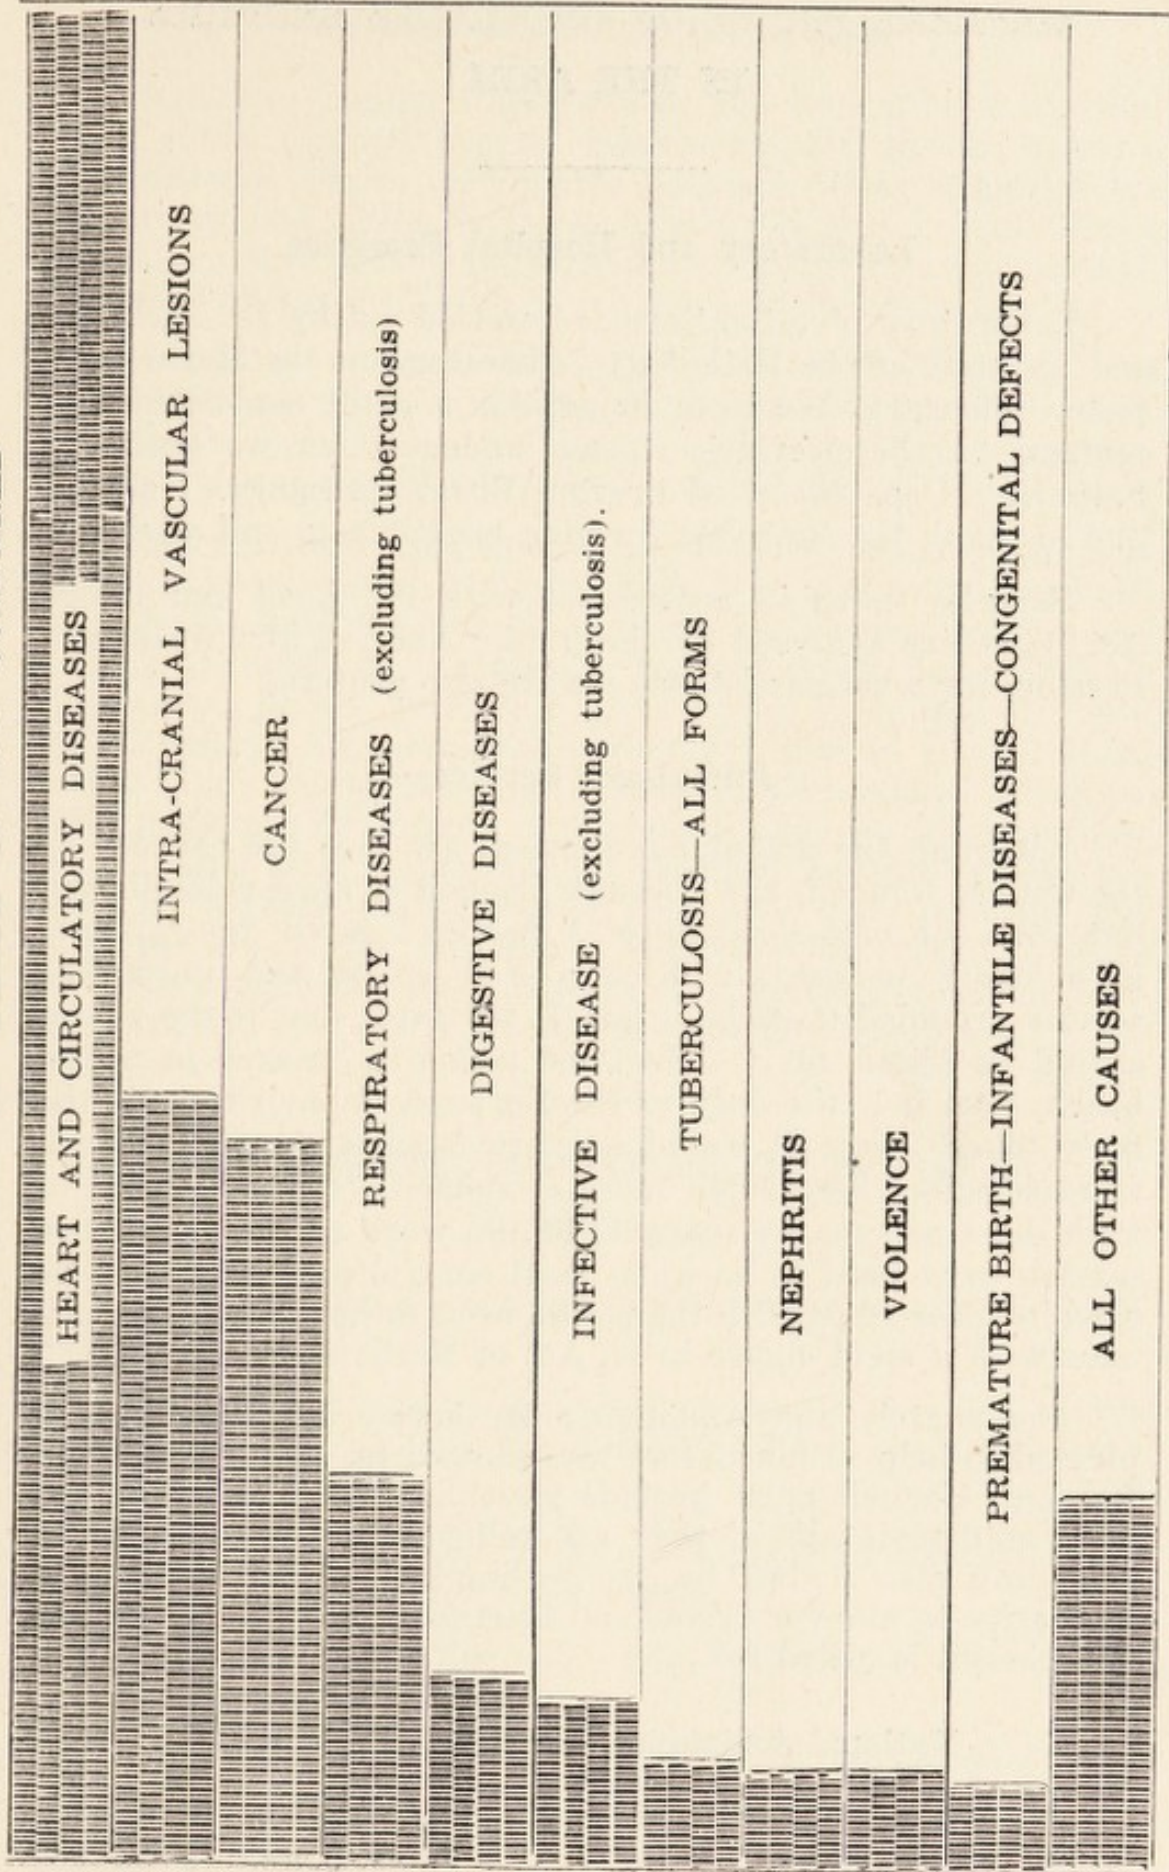 HEART AND CIRCULATORY DISEASES
INTRA-CRANIAL VASCULAR LESIONS
CANCER
RESPIRATORY DISEASES (excluding tuberculosis)
DIGESTIVE DISEASES
INFECTIVE DISEASE (excluding tuberculosis).
TUBERCULOSIS—ALL FORMS
NEPHRITIS
VIOLENCE
PREMATURE BIRTH—INFANTILE DISEASES—CONGENITAL DEFECTS
ALL OTHER CAUSES